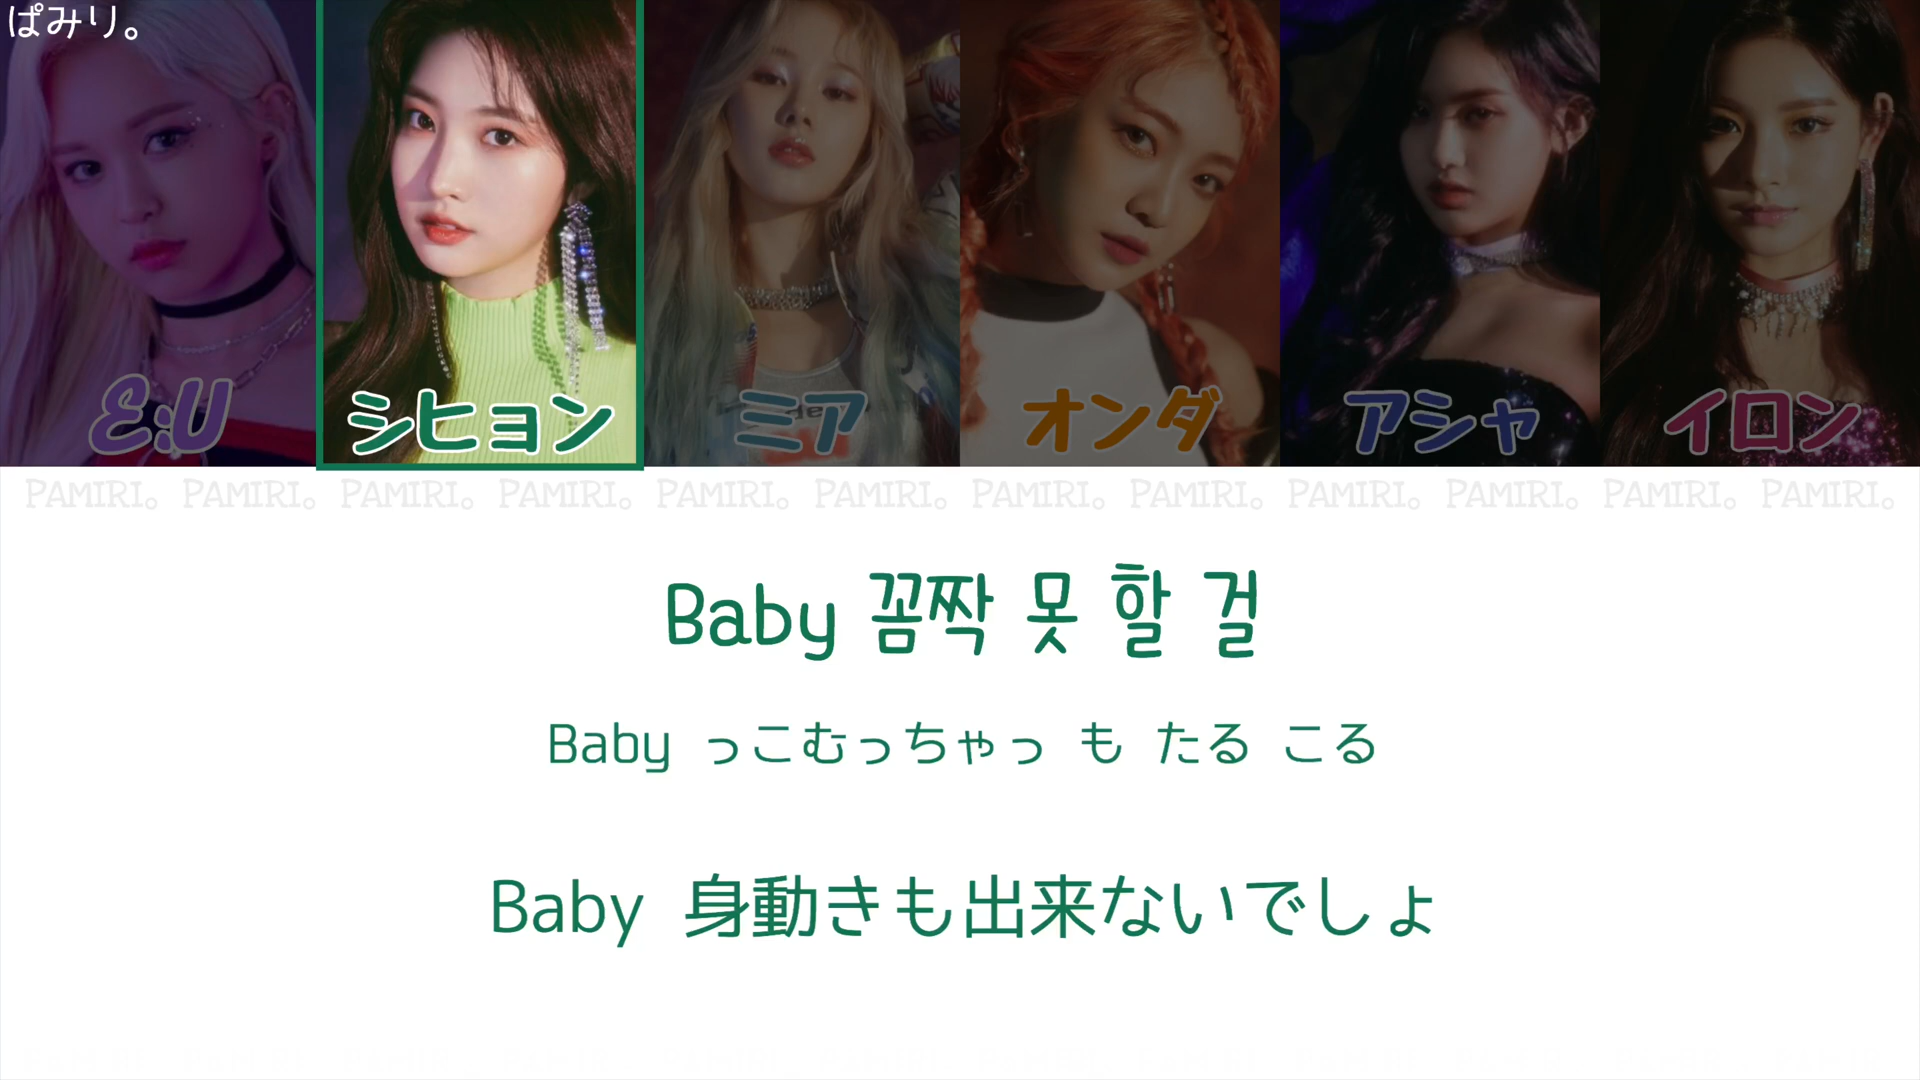 ぱみり。
E:U シヒョン ミア オンダ アシャ イロン
PAMIRI。 PAMIRI。 PAMIRI。 PAMIRI。 PAMIRI。 PAMIRI。 PAMIRI。 PAMIRI。 PAMIRI。 PAMIRI。 PAMIRI。 PAMIRI。
Baby 꼼짝 못 할 걸
Baby っこむっちゃっ も たる こる
Baby 身動きも出来ないでしょ